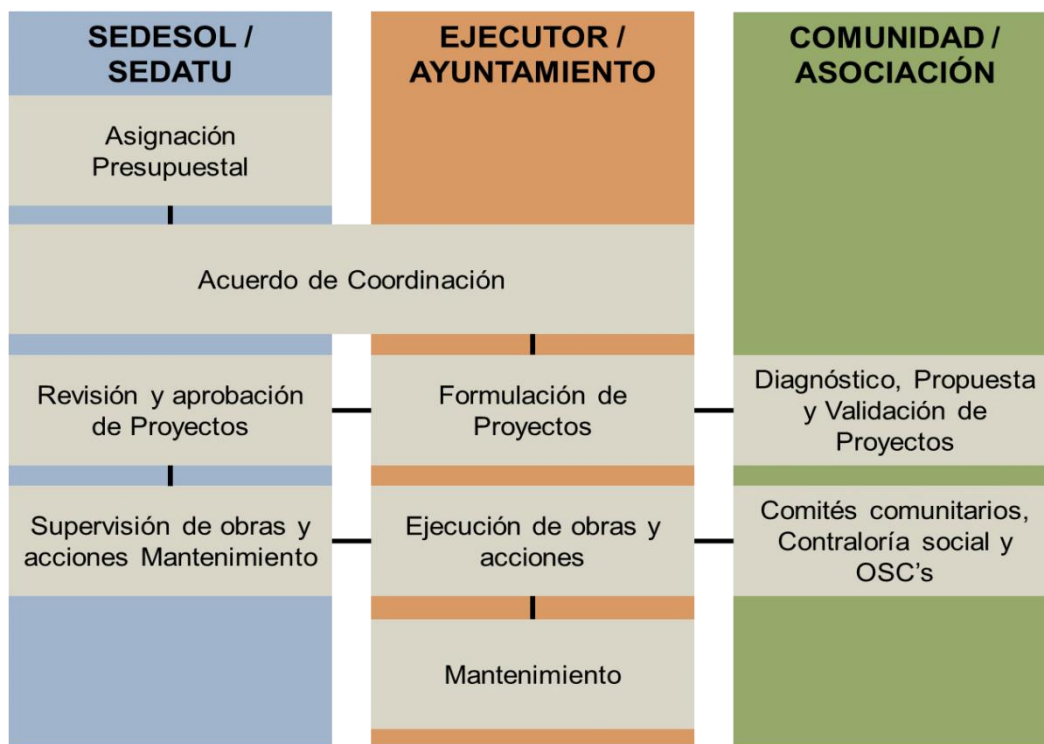 SEDESOL /
SEDATU
EJECUTOR /
AYUNTAMIENTO
COMUNIDAD /
ASOCIACIÓN
Asignación
Presupuestal
Acuerdo de Coordinación
Revisión y aprobación
de Proyectos
Formulación de
Proyectos
Diagnóstico, Propuesta
y Validación de
Proyectos
Supervisión de obras y
acciones Mantenimiento
Ejecución de obras y
acciones
Comités comunitarios,
Contraloría social y
OSC’s
Mantenimiento